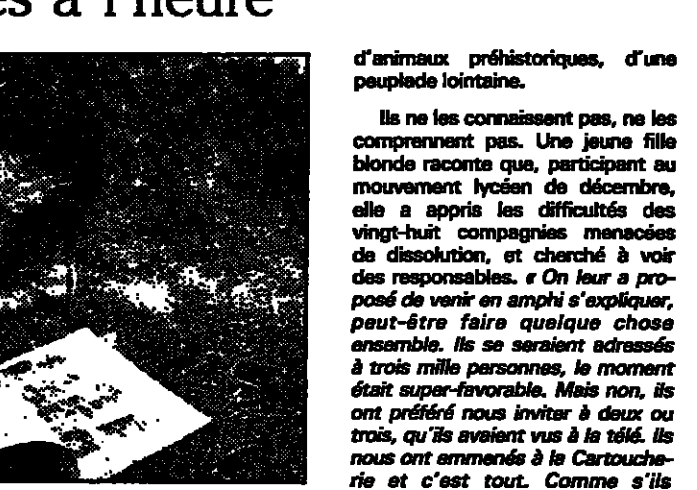 es à l'heure
d'animaux préhistoriques, d'une
peuplade lointaine.
Ils ne les connaissent pas, ne les
comprennent pas. Une jeune fille
blonde raconte que, participant au
mouvement lycéen de décembre,
elle a appris les difficultés des
vingt-huit compagnies menacées
de dissolution, et cherché à voir
des responsables. « On leur a pro-
posé de venir en amphi s'expliquer,
peut-être faire quelque chose
ensemble. Ils se seraient adressés
à trois mille personnes, le moment
était super-favorable. Mais non, ils
ont préféré nous inviter à deux ou
trois, qu'ils avaient vus à la télé. Ils
nous ont emmenés à la Cartouche-
rie et c'est tout. Comme s'ils